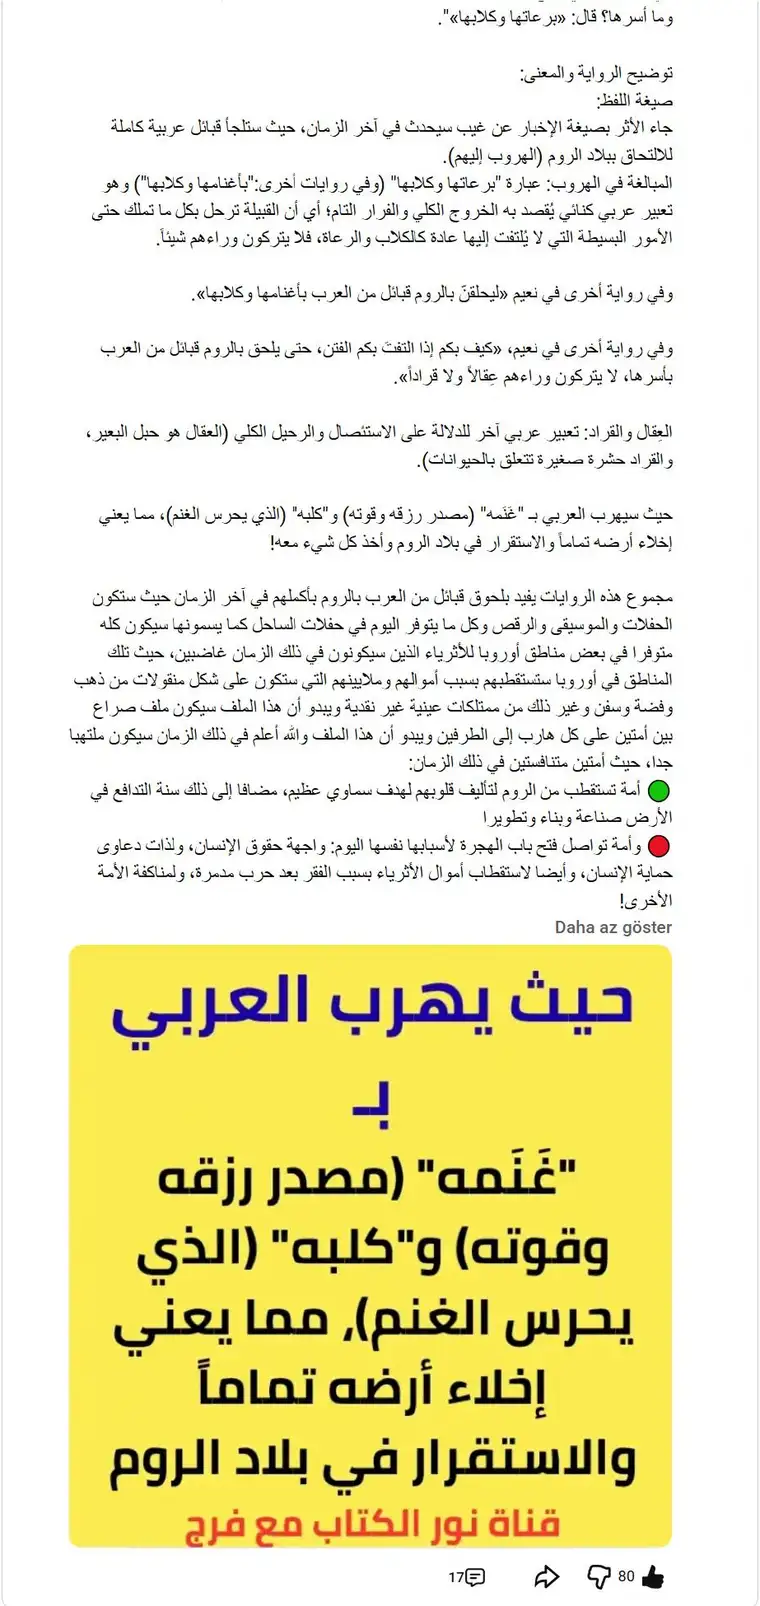 وما أسرها؟ قال: «برعاتها وكلابها»".
توضيح الرواية والمعنى:
صيغة اللفظ:
جاء الأثر بصيغة الإخبار عن غيب سيحدث في آخر الزمان، حيث ستلجأ قبائل عربية كاملة
للالتحاق ببلاد الروم (الهروب إليهم).
المبالغة في الهروب: عبارة "برعاتها وكلابها" (وفي روايات أخرى:"بأغنامها وكلابها") وهو
تعبير عربي كنائي يُقصد به الخروج الكلي والفرار التام؛ أي أن القبيلة ترحل بكل ما تملك حتى
الأمور البسيطة التي لا يُلتفت إليها عادة كالكلاب والرعاة، فلا يتركون وراءهم شيئاً.
وفي رواية أخرى في نعيم «ليحلقنّ بالروم قبائل من العرب بأغنامها وكلابها».
وفي رواية أخرى في نعيم، «كيف بكم إذا التفتَ بكم الفتن، حتى يلحق بالروم قبائل من العرب
بأسرها، لا يتركون وراءهم عِقالاً ولا قراداً».
العِقال والقراد: تعبير عربي آخر للدلالة على الاستئصال والرحيل الكلي (العقال هو حبل البعير،
والقراد حشرة صغيرة تتعلق بالحيوانات).
حيث سيهرب العربي بـ "غَنَمه" (مصدر رزقه وقوته) و"كلبه" (الذي يحرس الغنم)، مما يعني
إخلاء أرضه تماماً والاستقرار في بلاد الروم وأخذ كل شيء معه!
مجموع هذه الروايات يفيد بلحوق قبائل من العرب بالروم بأكملهم في آخر الزمان حيث ستكون
الحفلات والموسيقى والرقص وكل ما يتوفر اليوم في حفلات الساحل كما يسمونها سيكون كله
متوفرا في بعض مناطق أوروبا للأثرياء الذين سيكونون في ذلك الزمان غاضبين، حيث تلك
المناطق في أوروبا ستستقطبهم بسبب أموالهم وملايينهم التي ستكون على شكل منقولات من ذهب
وفضة وسفن وغير ذلك من ممتلكات عينية غير نقدية ويبدو أن هذا الملف سيكون ملف صراع
بين أمتين على كل هارب إلى الطرفين ويبدو أن هذا الملف والله أعلم في ذلك الزمان سيكون ملتهبا
جدا، حيث أمتين متنافستين في ذلك الزمان:
🟢 أمة تستقطب من الروم لتأليف قلوبهم لهدف سماوي عظيم، مضافا إلى ذلك سنة التدافع في
الأرض صناعة وبناء وتطويرا
🔴 وأمة تواصل فتح باب الهجرة لأسبابها نفسها اليوم: واجهة حقوق الإنسان، ولذات دعاوى
حماية الإنسان، وأيضا لاستقطاب أموال الأثرياء بسبب الفقر بعد حرب مدمرة، ولمناكفة الأمة
الأخرى!
Daha az göster
حيث يهرب العربي
بـ
"غَنَمه" (مصدر رزقه
وقوته) و"كلبه" (الذي
يحرس الغنم)، مما يعني
إخلاء أرضه تماماً
والاستقرار في بلاد الروم
قناة نور الكتاب مع فرج
80
17